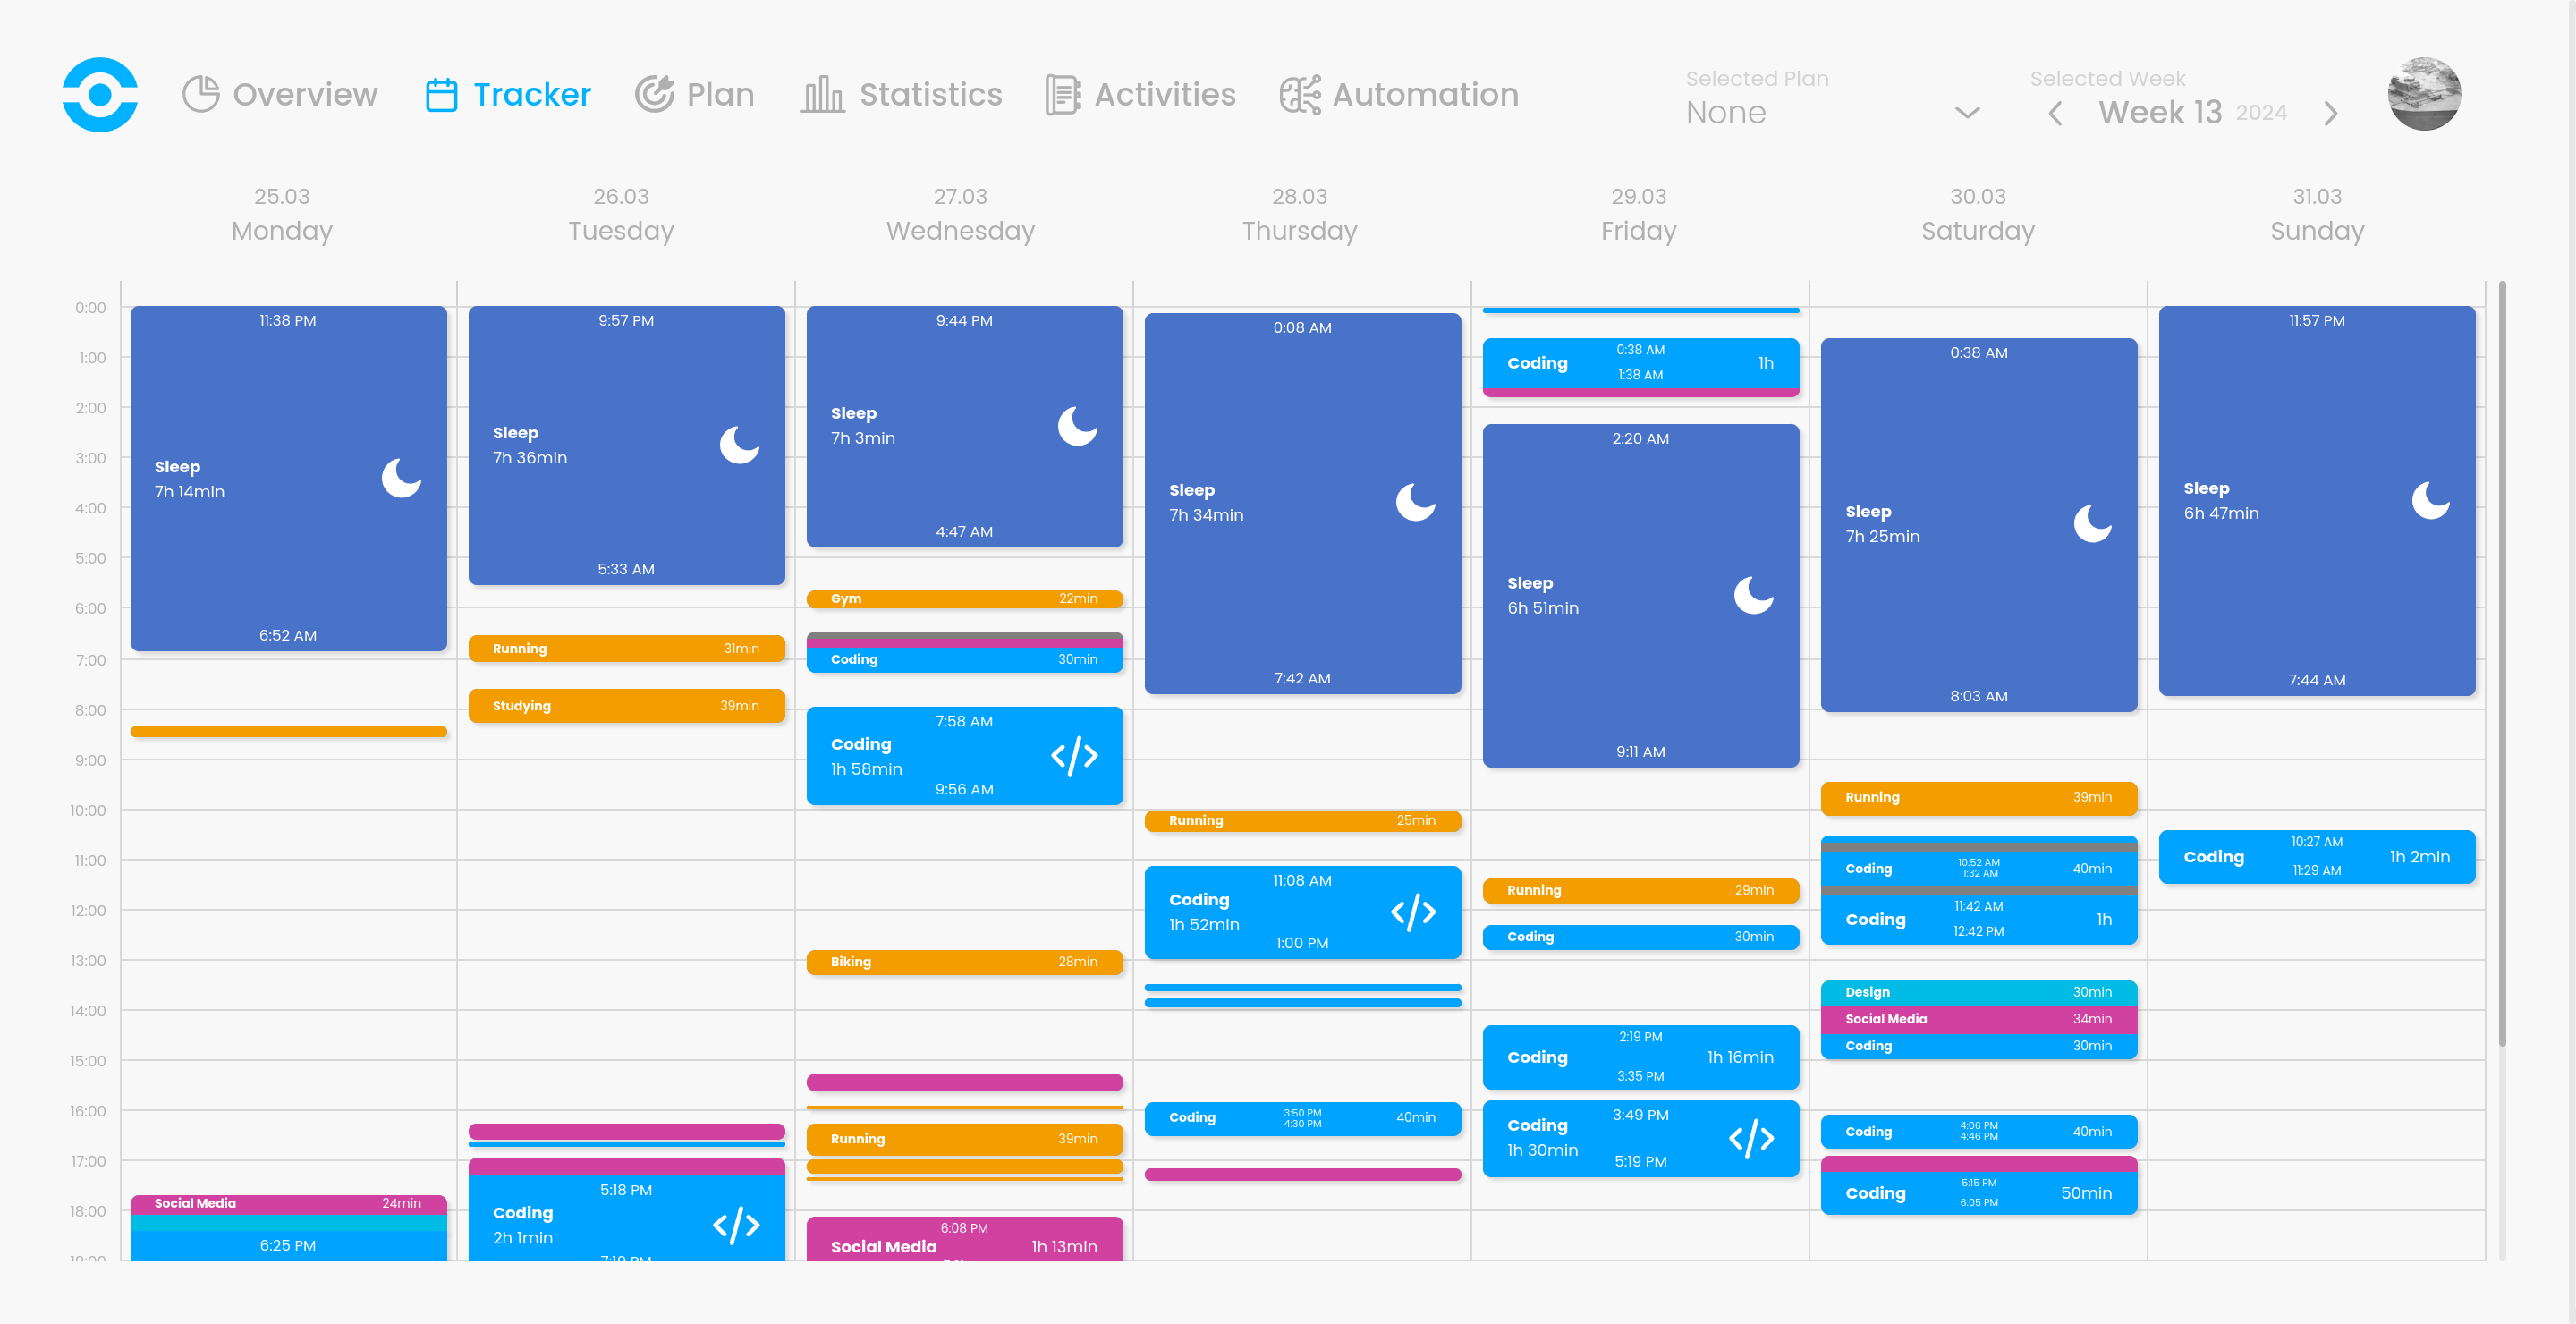 Overview
Tracker
Plan
Statistics
Activities
Automation
Selected Plan
None
Selected Week
Week 13 2024
25.03
Monday
26.03
Tuesday
27.03
Wednesday
28.03
Thursday
29.03
Friday
30.03
Saturday
31.03
Sunday
0:00
1:00
2:00
3:00
4:00
5:00
6:00
7:00
8:00
9:00
10:00
11:00
12:00
13:00
14:00
15:00
16:00
17:00
18:00
11:38 PM
Sleep
7h 14min
6:52 AM
Social Media 24min
6:25 PM
9:57 PM
Sleep
7h 36min
5:33 AM
Running 31min
Studying 39min
5:18 PM
Coding
2h 1min
7:19 PM
9:44 PM
Sleep
7h 3min
4:47 AM
Gym 22min
Coding 30min
7:58 AM
Coding
1h 58min
9:56 AM
Biking 28min
Running 39min
6:08 PM
Social Media 1h 13min
0:08 AM
Sleep
7h 34min
7:42 AM
Running 25min
11:08 AM
Coding
1h 52min
1:00 PM
3:50 PM
Coding 40min
4:30 PM
0:38 AM
Coding 1h
1:38 AM
2:20 AM
Sleep
6h 51min
9:11 AM
Running 29min
Coding 30min
2:19 PM
Coding 1h 16min
3:35 PM
3:49 PM
Coding
1h 30min
5:19 PM
0:38 AM
Sleep
7h 25min
8:03 AM
Running 39min
10:52 AM
Coding 40min
11:32 AM
11:42 AM
Coding 1h
12:42 PM
Design 30min
Social Media 34min
Coding 30min
4:06 PM
Coding 40min
4:46 PM
5:15 PM
Coding 50min
6:05 PM
11:57 PM
Sleep
6h 47min
7:44 AM
10:27 AM
Coding 1h 2min
11:29 AM